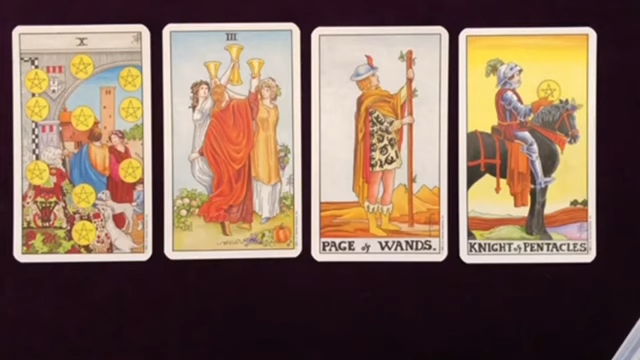 X
III
PAGE of WANDS.
KNIGHT of PENTACLES.